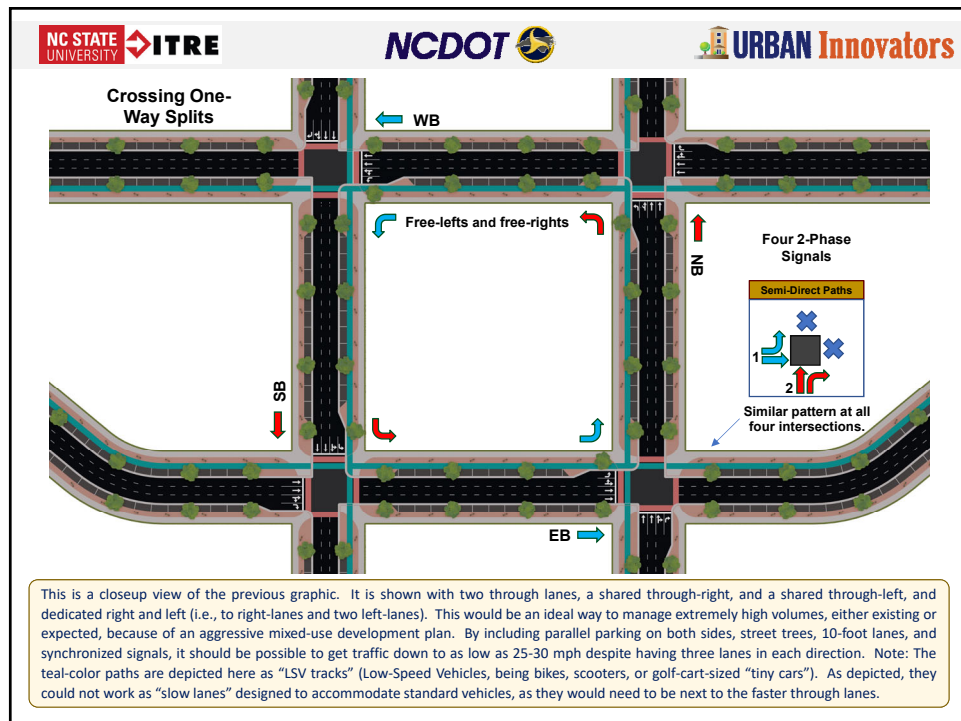 NC STATE
UNIVERSITY
ITRE
NCDOT
URBAN Innovators
Crossing One-
Way Splits
WB
Free-lefts and free-rights
NB
Four 2-Phase
Signals
Semi-Direct Paths
1
2
SB
Similar pattern at all
four intersections.
EB
This is a closeup view of the previous graphic. It is shown with two through lanes, a shared through-right, and a shared through-left, and
dedicated right and left (i.e., to right-lanes and two left-lanes). This would be an ideal way to manage extremely high volumes, either existing or
expected, because of an aggressive mixed-use development plan. By including parallel parking on both sides, street trees, 10-foot lanes, and
synchronized signals, it should be possible to get traffic down to as low as 25-30 mph despite having three lanes in each direction. Note: The
teal-color paths are depicted here as “LSV tracks” (Low-Speed Vehicles, being bikes, scooters, or golf-cart-sized “tiny cars”). As depicted, they
could not work as “slow lanes” designed to accommodate standard vehicles, as they would need to be next to the faster through lanes.